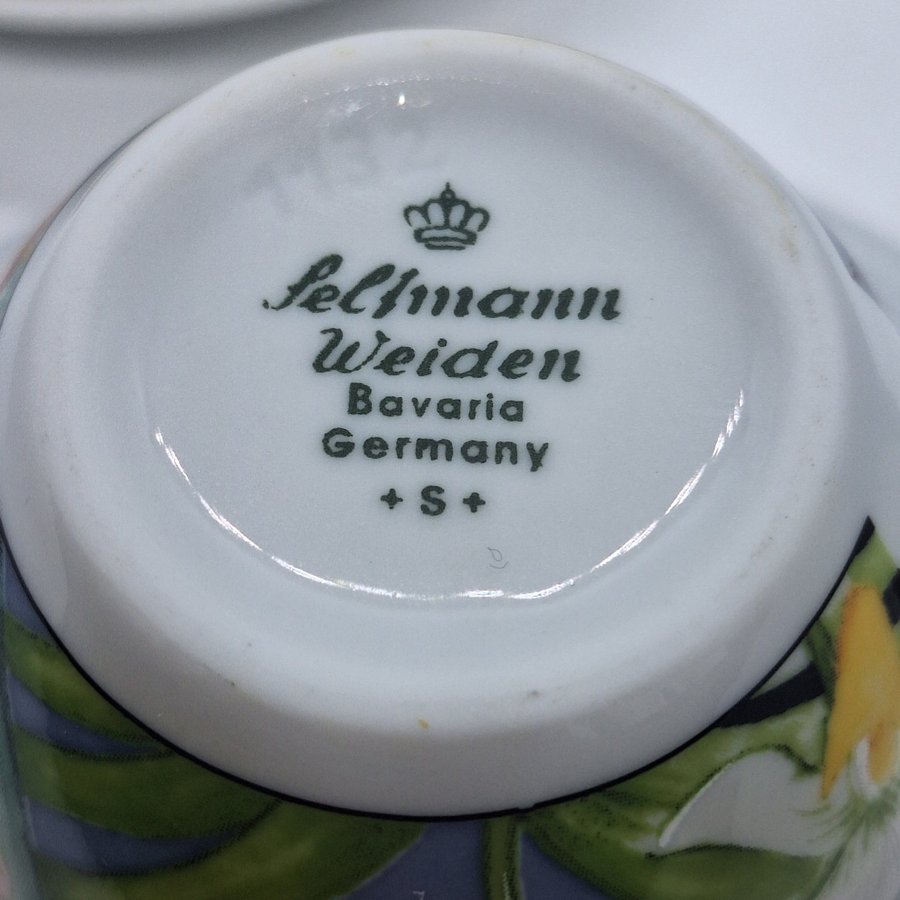 Seltmann
Weiden
Bavaria
Germany
+ S +